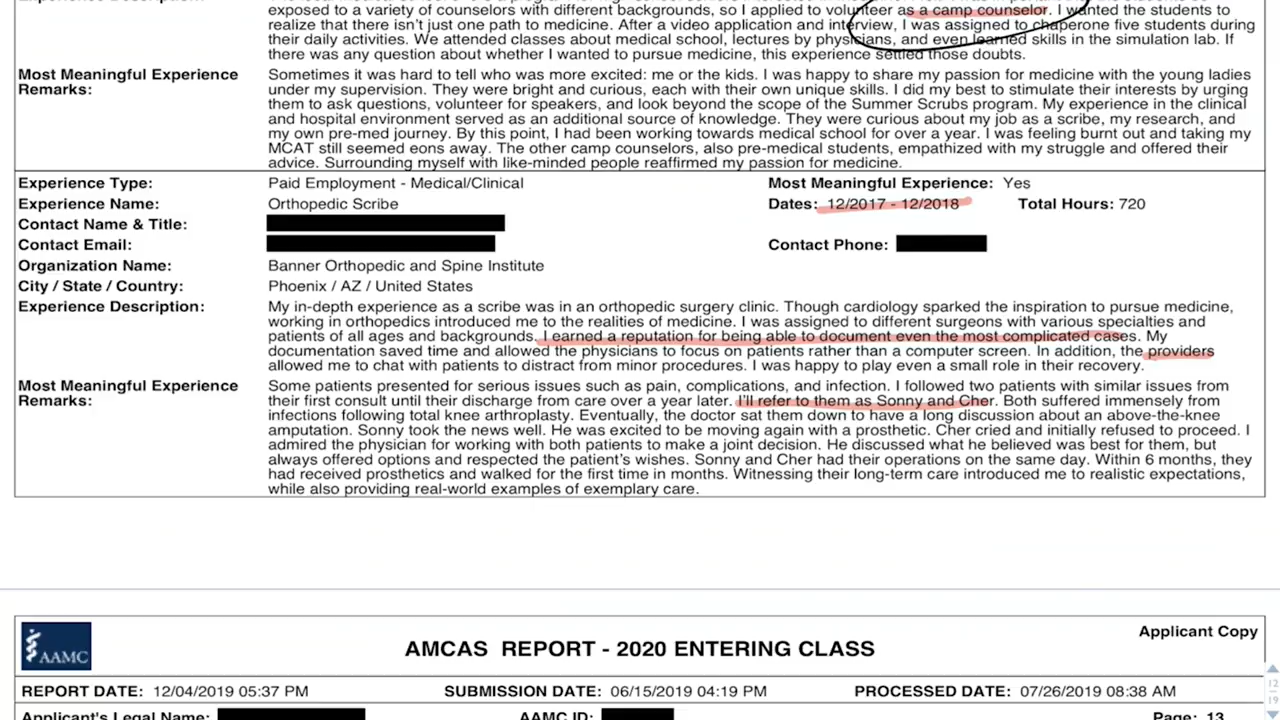 exposed to a variety of counselors with different backgrounds, so I applied to volunteer as a camp counselor. I wanted the students to
realize that there isn't just one path to medicine. After a video application and interview, I was assigned to chaperone five students during
their daily activities. We attended classes about medical school, lectures by physicians, and even learned skills in the simulation lab. If
there was any question about whether I wanted to pursue medicine, this experience settled those doubts.
Most Meaningful Experience Sometimes it was hard to tell who was more excited: me or the kids. I was happy to share my passion for medicine with the young ladies
Remarks: under my supervision. They were bright and curious, each with their own unique skills. I did my best to stimulate their interests by urging
them to ask questions, volunteer for speakers, and look beyond the scope of the Summer Scrubs program. My experience in the clinical
and hospital environment served as an additional source of knowledge. They were curious about my job as a scribe, my research, and
my own pre-med journey. By this point, I had been working towards medical school for over a year. I was feeling burnt out and taking my
MCAT still seemed eons away. The other camp counselors, also pre-medical students, empathized with my struggle and offered their
advice. Surrounding myself with like-minded people reaffirmed my passion for medicine.
Experience Type: Paid Employment - Medical/Clinical Most Meaningful Experience: Yes
Experience Name: Orthopedic Scribe Dates: 12/2017 - 12/2018 Total Hours: 720
Contact Name & Title:
Contact Email: Contact Phone:
Organization Name: Banner Orthopedic and Spine Institute
City / State / Country: Phoenix / AZ / United States
Experience Description: My in-depth experience as a scribe was in an orthopedic surgery clinic. Though cardiology sparked the inspiration to pursue medicine,
working in orthopedics introduced me to the realities of medicine. I was assigned to different surgeons with various specialties and
patients of all ages and backgrounds. I earned a reputation for being able to document even the most complicated cases. My
documentation saved time and allowed the physicians to focus on patients rather than a computer screen. In addition, the providers
allowed me to chat with patients to distract from minor procedures. I was happy to play even a small role in their recovery.
Most Meaningful Experience Some patients presented for serious issues such as pain, complications, and infection. I followed two patients with similar issues from
Remarks: their first consult until their discharge from care over a year later. I'll refer to them as Sonny and Cher. Both suffered immensely from
infections following total knee arthroplasty. Eventually, the doctor sat them down to have a long discussion about an above-the-knee
amputation. Sonny took the news well. He was excited to be moving again with a prosthetic. Cher cried and initially refused to proceed. I
admired the physician for working with both patients to make a joint decision. He discussed what he believed was best for them, but
always offered options and respected the patient's wishes. Sonny and Cher had their operations on the same day. Within 6 months, they
had received prosthetics and walked for the first time in months. Witnessing their long-term care introduced me to realistic expectations,
while also providing real-world examples of exemplary care.
AAMC
AMCAS REPORT - 2020 ENTERING CLASS
Applicant Copy
REPORT DATE: 12/04/2019 05:37 PM SUBMISSION DATE: 06/15/2019 04:19 PM PROCESSED DATE: 07/26/2019 08:38 AM
Applicant's Legal Name: AAMC ID: Page: 13
12
19